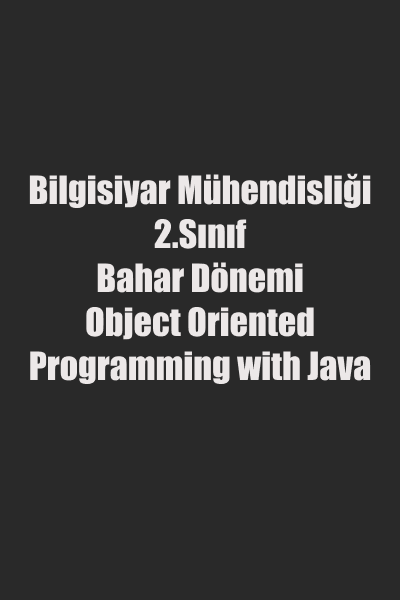 Bilgisiyar Mühendisliği
2.Sınıf
Bahar Dönemi
Object Oriented
Programming with Java